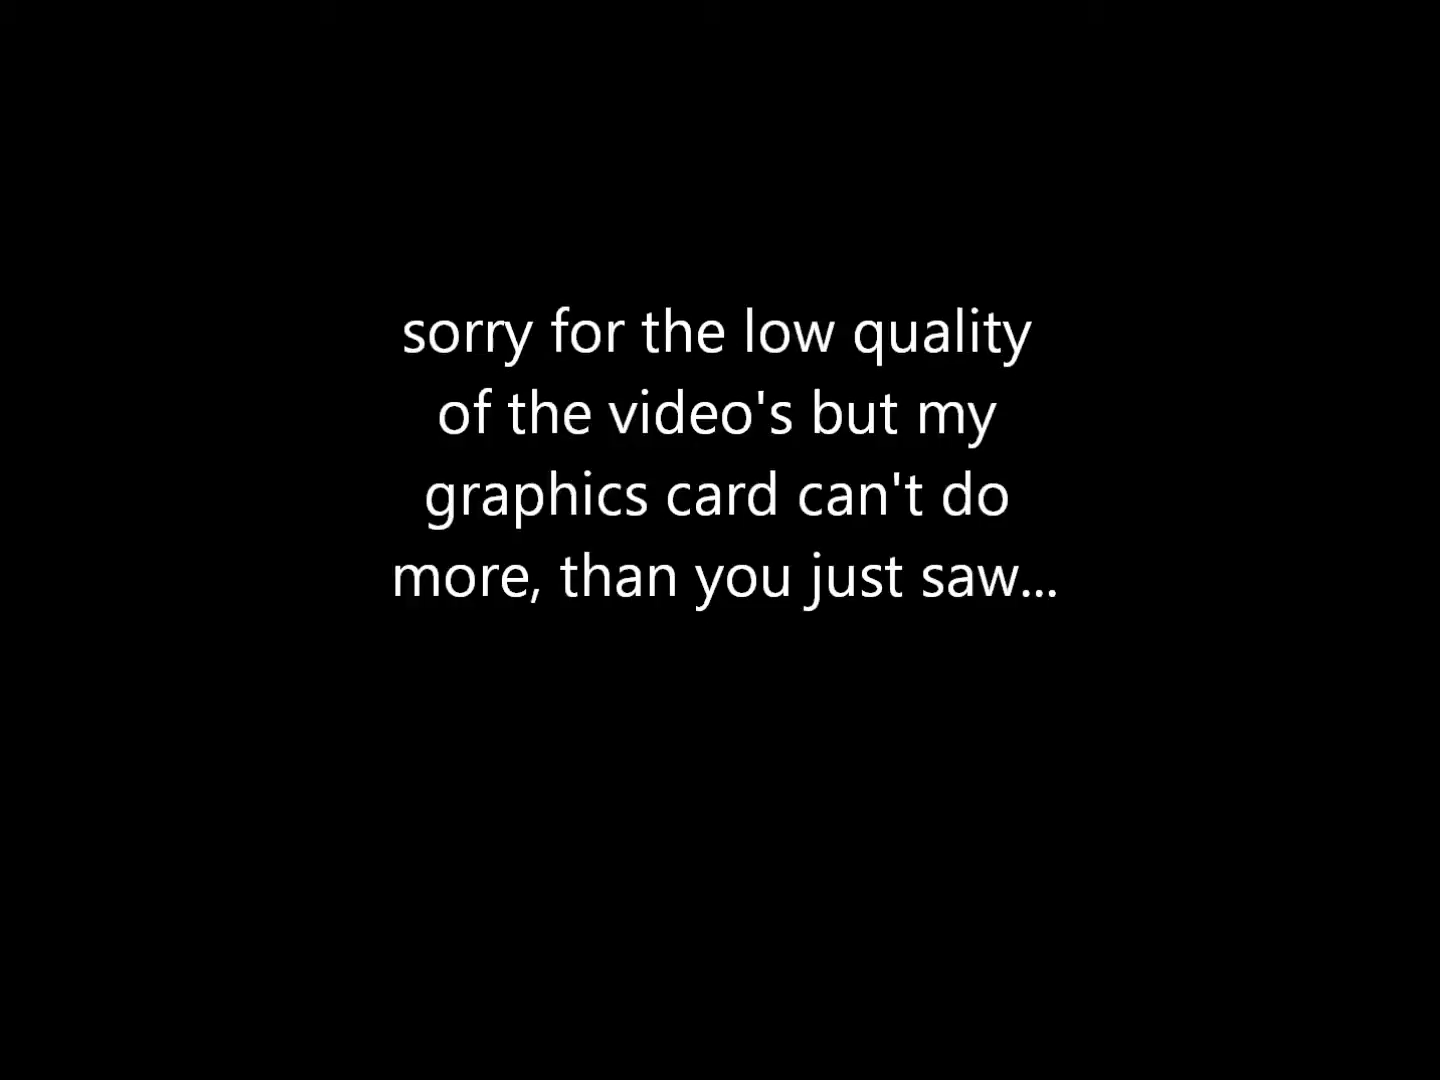 sorry for the low quality
of the video's but my
graphics card can't do
more, than you just saw...